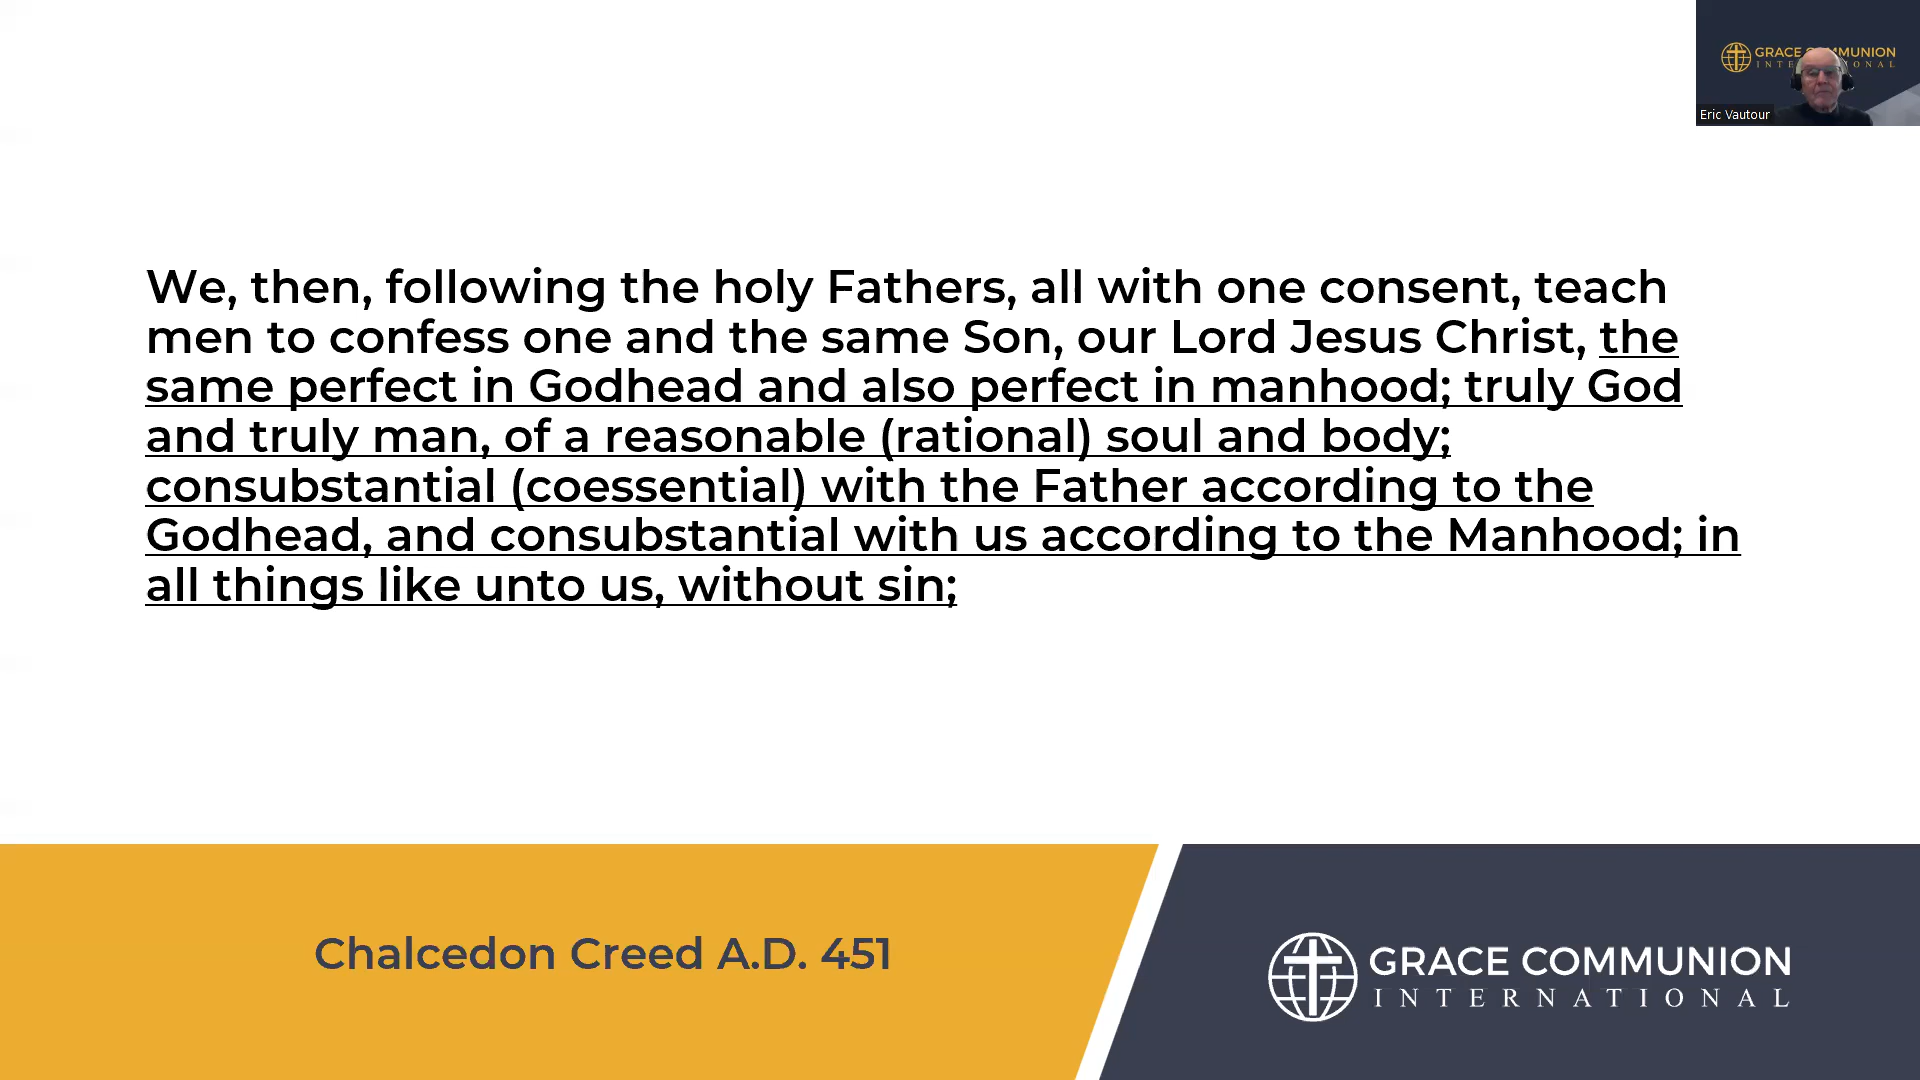 GRACE COMMUNION
Eric Vautour
We, then, following the holy Fathers, all with one consent, teach
men to confess one and the same Son, our Lord Jesus Christ, the
same perfect in Godhead and also perfect in manhood; truly God
and truly man, of a reasonable (rational) soul and body;
consubstantial (coessential) with the Father according to the
Godhead, and consubstantial with us according to the Manhood; in
all things like unto us, without sin;
Chalcedon Creed A.D. 451
GRACE COMMUNION
INTERNATIONAL